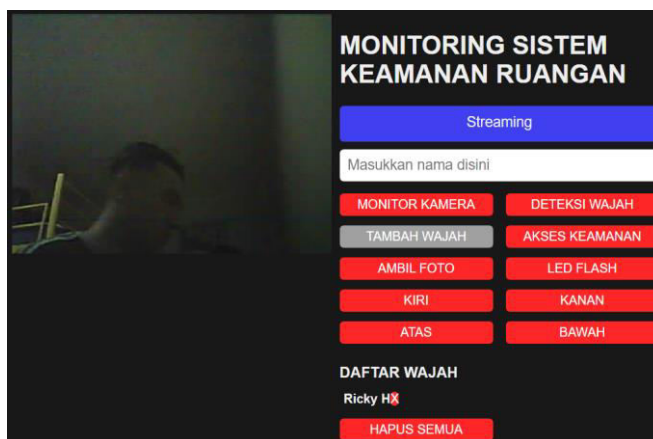 MONITORING SISTEM
KEAMANAN RUANGAN
Streaming
Masukkan nama disini
MONITOR KAMERA
DETEKSI WAJAH
TAMBAH WAJAH
AKSES KEAMANAN
AMBIL FOTO
LED FLASH
KIRI
KANAN
ATAS
BAWAH
DAFTAR WAJAH
Ricky HX
HAPUS SEMUA